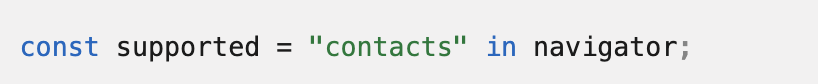 const supported = "contacts" in navigator;